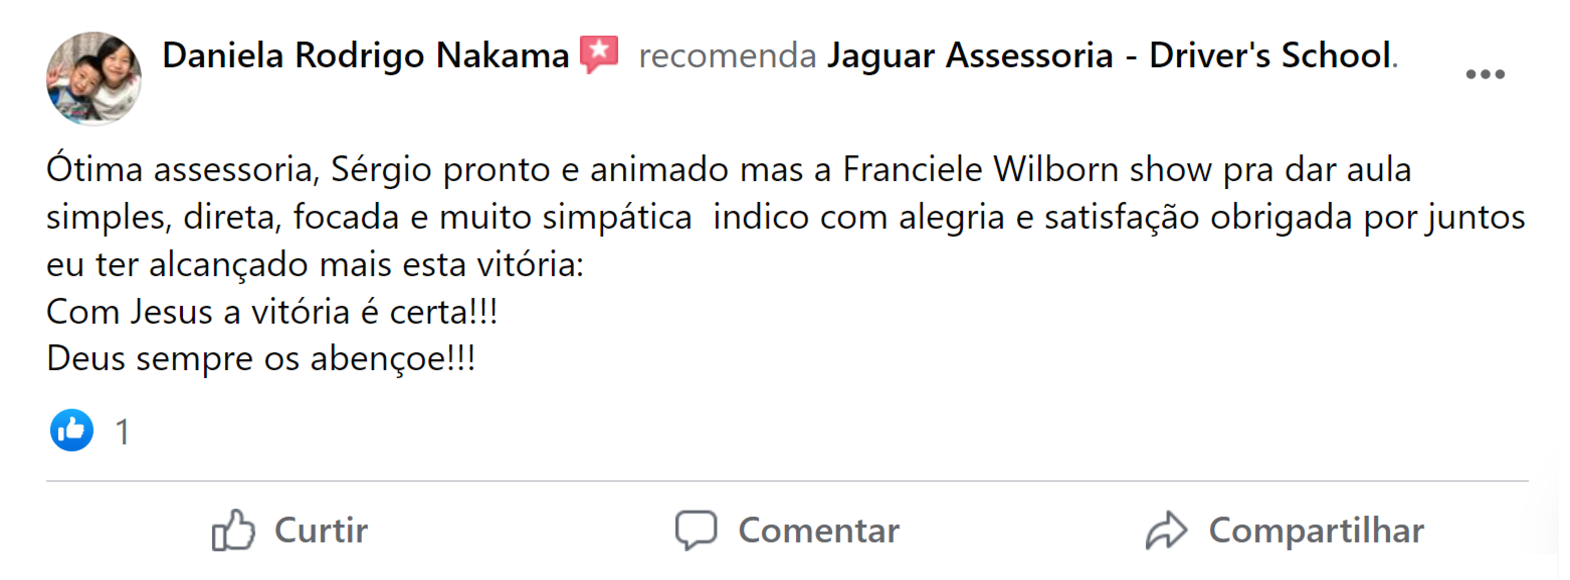 Daniela Rodrigo Nakama recomenda Jaguar Assessoria - Driver's School.
Ótima assessoria, Sérgio pronto e animado mas a Franciele Wilborn show pra dar aula
simples, direta, focada e muito simpática  indico com alegria e satisfação obrigada por juntos
eu ter alcançado mais esta vitória:
Com Jesus a vitória é certa!!!
Deus sempre os abençoe!!!
1
Curtir Comentar Compartilhar